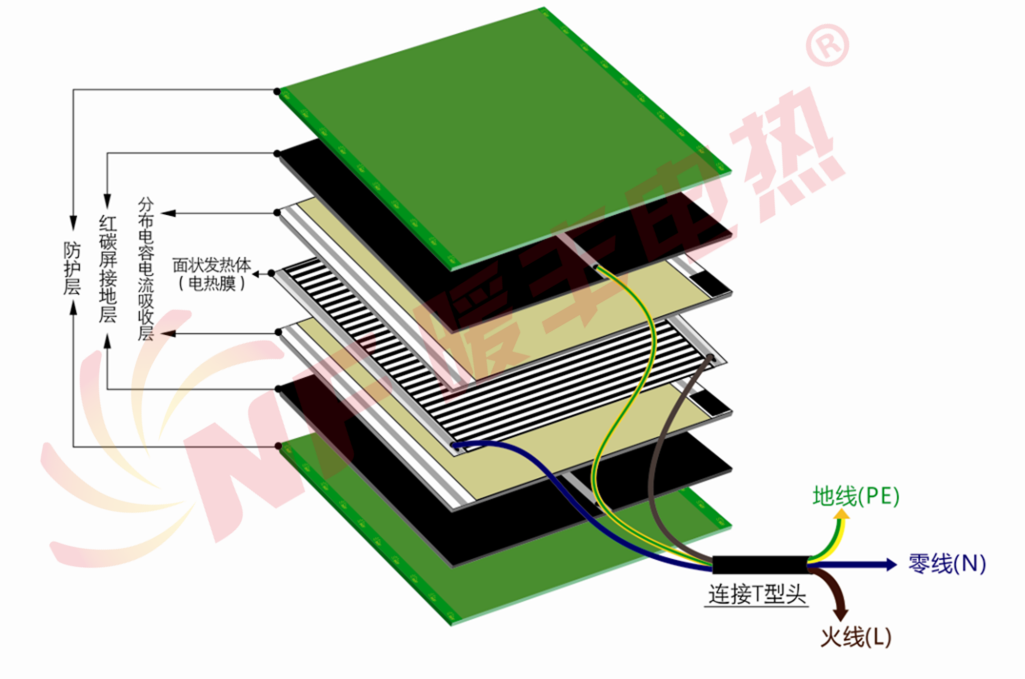 防护层
红碳屏接地层
分布电容电流吸收层
面状发热体
(电热膜)
NF暖丰电热®
地线(PE)
零线(N)
连接T型头
火线(L)